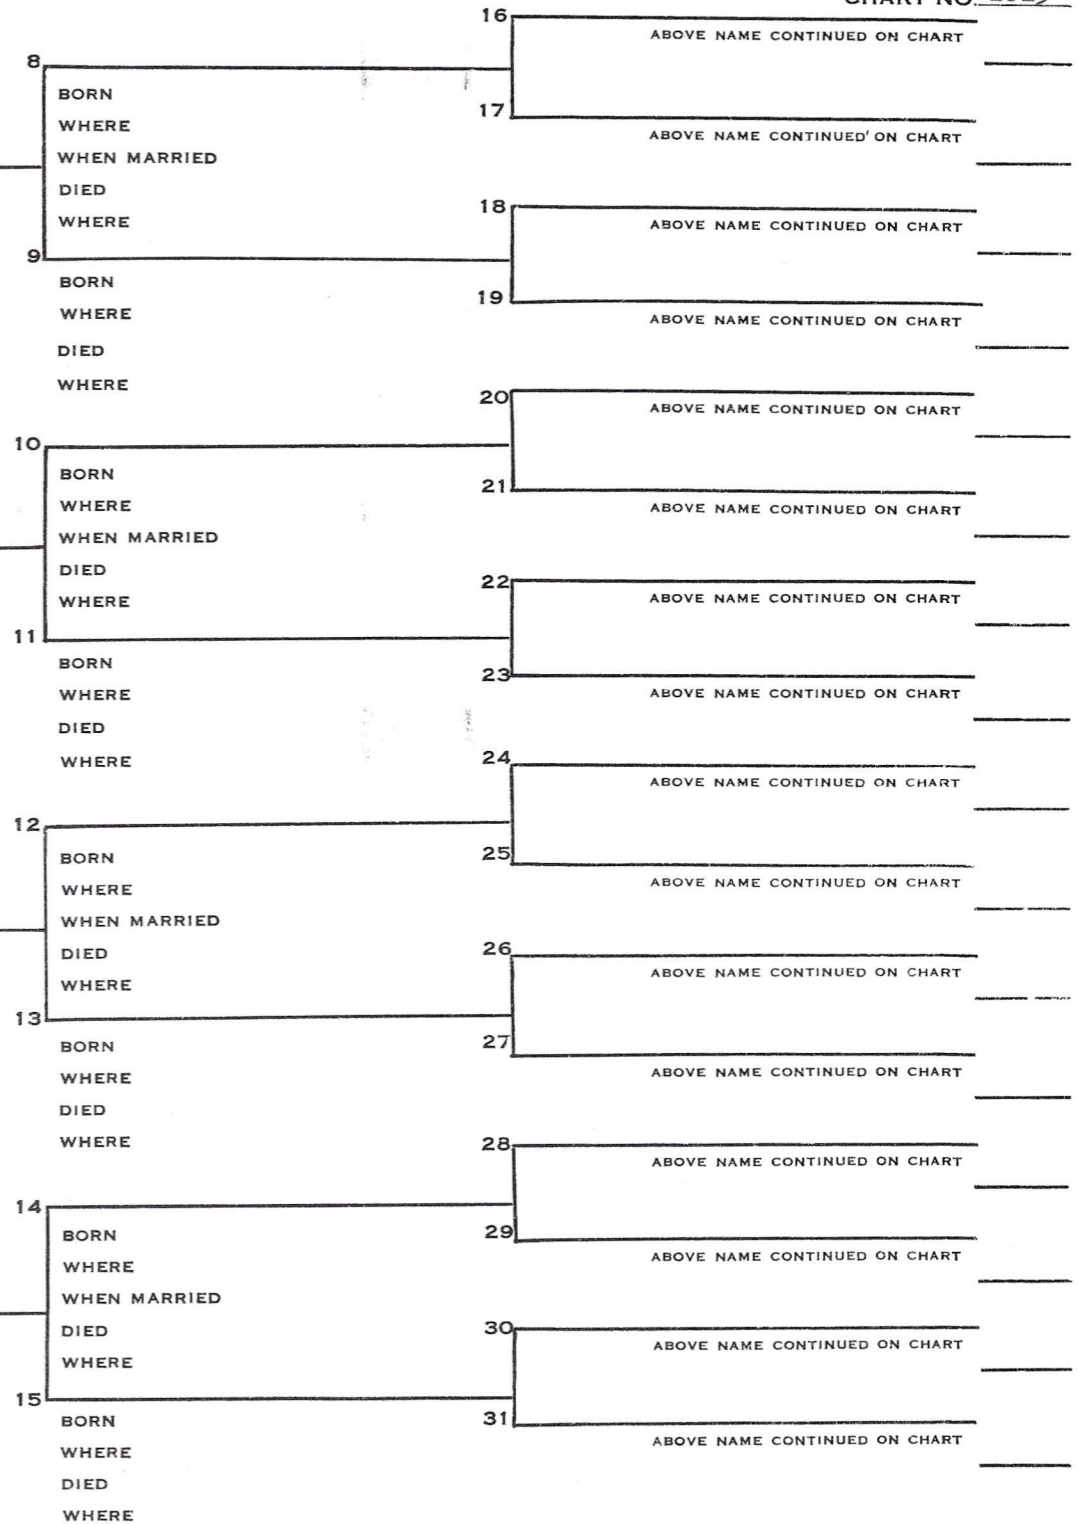 CHART NO.
16
ABOVE NAME CONTINUED ON CHART
8
BORN
17
WHERE
ABOVE NAME CONTINUED' ON CHART
WHEN MARRIED
DIED
18
WHERE
ABOVE NAME CONTINUED ON CHART
9
BORN
19
WHERE
ABOVE NAME CONTINUED ON CHART
DIED
WHERE
20
ABOVE NAME CONTINUED ON CHART
10
BORN
21
WHERE
ABOVE NAME CONTINUED ON CHART
WHEN MARRIED
DIED
22
WHERE
ABOVE NAME CONTINUED ON CHART
11
BORN
23
WHERE
ABOVE NAME CONTINUED ON CHART
DIED
WHERE
24
ABOVE NAME CONTINUED ON CHART
12
BORN
25
WHERE
ABOVE NAME CONTINUED ON CHART
WHEN MARRIED
DIED
26
WHERE
ABOVE NAME CONTINUED ON CHART
13
BORN
27
WHERE
ABOVE NAME CONTINUED ON CHART
DIED
WHERE
28
ABOVE NAME CONTINUED ON CHART
14
BORN
29
WHERE
ABOVE NAME CONTINUED ON CHART
WHEN MARRIED
DIED
30
WHERE
ABOVE NAME CONTINUED ON CHART
15
BORN
31
WHERE
ABOVE NAME CONTINUED ON CHART
DIED
WHERE